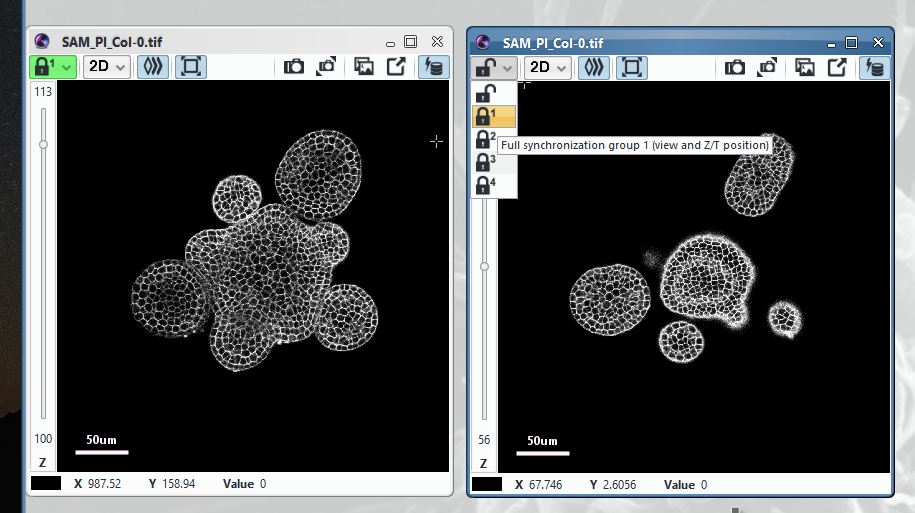 SAM_PI_Col-0.tif
1
2D
113
100
Z
50um
X 987.52 Y 158.94 Value 0
SAM_PI_Col-0.tif
2D
1
2
Full synchronization group 1 (view and Z/T position)
3
4
56
Z
50um
X 67.746 Y 2.6056 Value 0